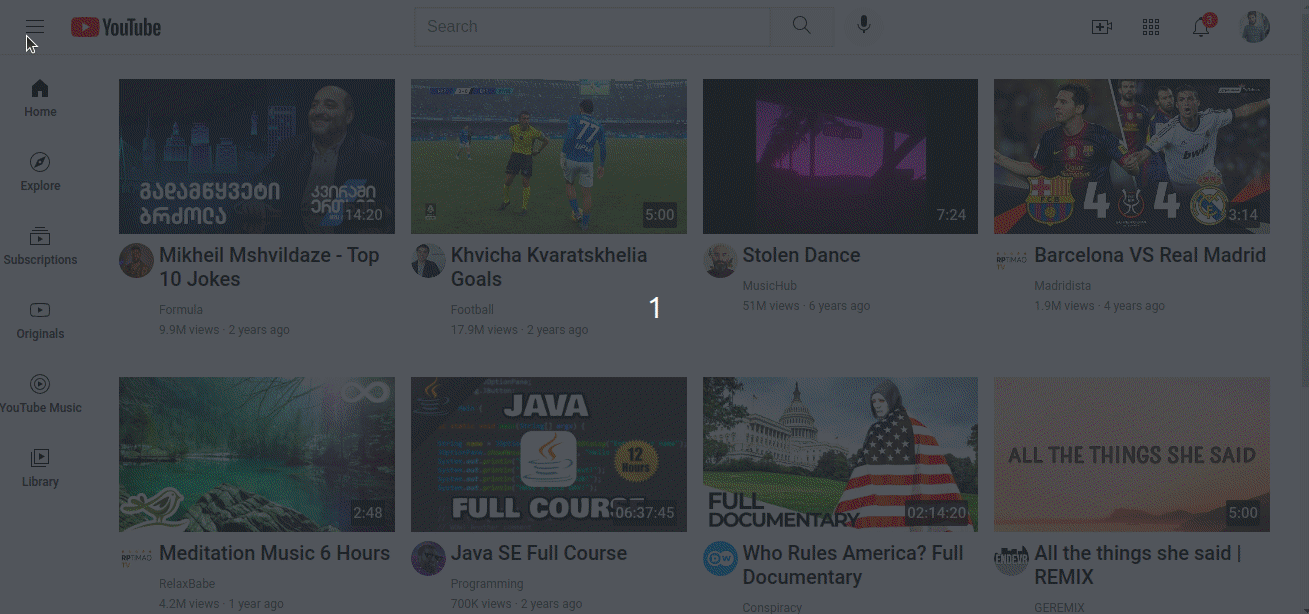 YouTube
Search
3
Home
Explore
Subscriptions
Originals
YouTube Music
Library
გადამწყვეტი
ბრძოლა
კვირაში
14:20
Mikheil Mshvildaze - Top
10 Jokes
Formula
9.9M views · 2 years ago
77
5:00
Khvicha Kvaratskhelia
Goals
Football
17.9M views · 2 years ago
7:24
Stolen Dance
MusicHub
51M views · 6 years ago
Qatar
bwin
4 4
3:14
Barcelona VS Real Madrid
Madridista
1.9M views · 4 years ago
1
2:48
Meditation Music 6 Hours
RelaxBabe
4.2M views · 1 year ago
JAVA
12
Hours
FULL COURSE
06:37:45
Java SE Full Course
Programming
700K views · 2 years ago
FULL
DOCUMENTARY
02:14:20
DW
Who Rules America? Full
Documentary
Conspiracy
ALL THE THINGS SHE SAID
5:00
ENDEVR
All the things she said |
REMIX
GEREMIX